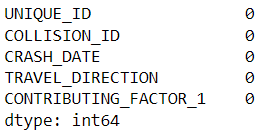 UNIQUE_ID 0
COLLISION_ID 0
CRASH_DATE 0
TRAVEL_DIRECTION 0
CONTRIBUTING_FACTOR_1 0
dtype: int64